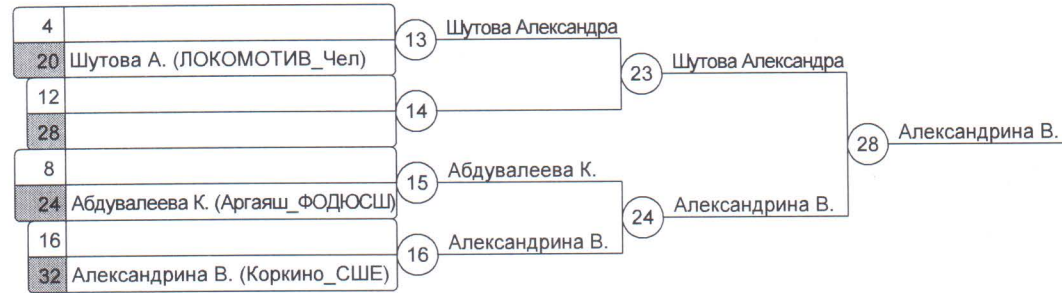 4
20 Шутова А. (ЛОКОМОТИВ_Чел)
13 Шутова Александра
12
28
14
23 Шутова Александра
8
24 Абдувалеева К. (Аргаяш_ФОДЮСШ)
15 Абдувалеева К.
16
32 Александрина В. (Коркино_СШЕ)
16 Александрина В.
24 Александрина В.
28 Александрина В.